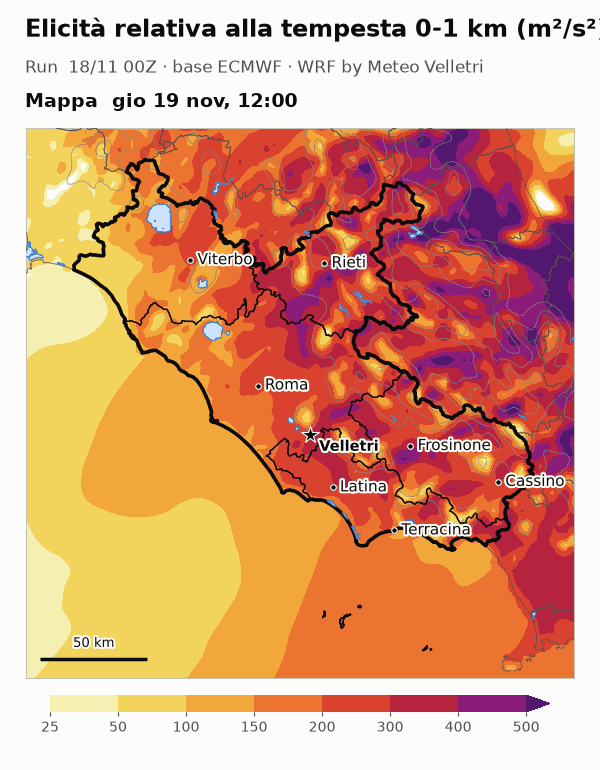 Elicità relativa alla tempesta 0-1 km (m²/s²)
Run 18/11 00Z · base ECMWF · WRF by Meteo Velletri
Mappa gio 19 nov, 12:00
Viterbo
Rieti
Roma
Velletri
Frosinone
Latina
Cassino
Terracina
50 km
25 50 100 150 200 300 400 500